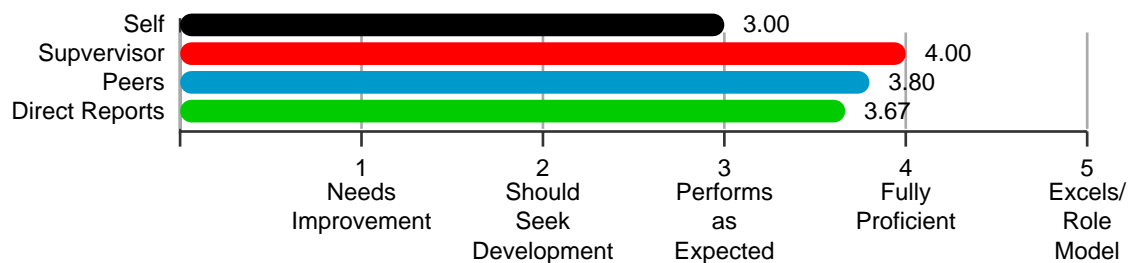 Self 3.00
Supvervisor 4.00
Peers 3.80
Direct Reports 3.67
1 2 3 4 5
Needs Should Performs Fully Excels/
Improvement Seek as Proficient Role
Development Expected Model